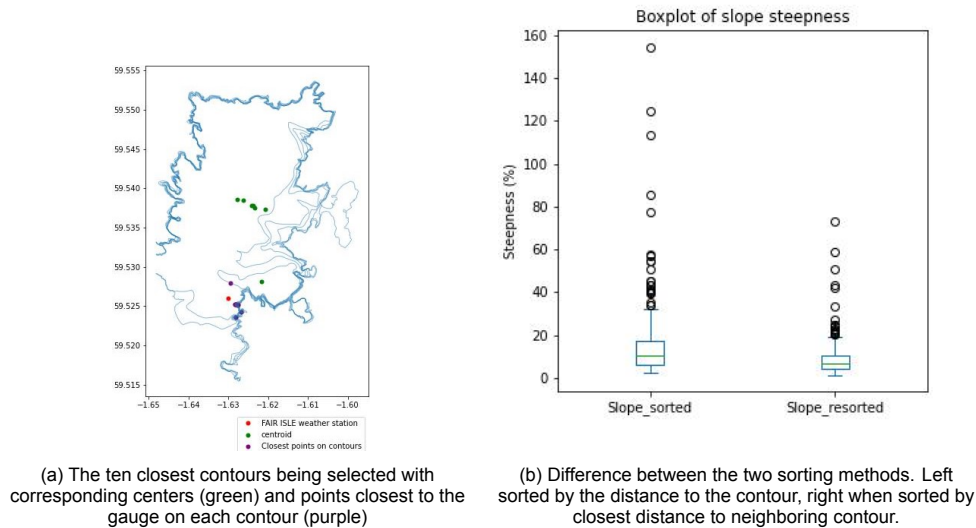 59.555
59.550
59.545
59.540
59.535
59.530
59.525
59.520
59.515
−1.65 −1.64 −1.63 −1.62 −1.61 −1.60
FAIR ISLE weather station
centroid
Closest points on contours
(a) The ten closest contours being selected with
corresponding centers (green) and points closest to the
gauge on each contour (purple)
Boxplot of slope steepness
Steepness (%)
160
140
120
100
80
60
40
20
0
Slope_sorted Slope_resorted
(b) Difference between the two sorting methods. Left
sorted by the distance to the contour, right when sorted by
closest distance to neighboring contour.